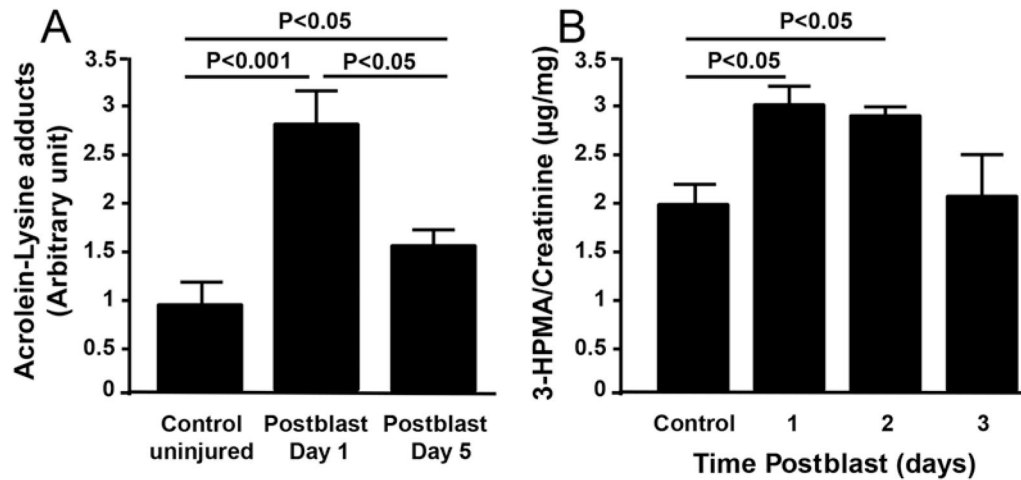 A
P<0.05
P<0.001
P<0.05
Acrolein-Lysine adducts
(Arbitrary unit)
3.5
3
2.5
2
1.5
1
0.5
0
Control
uninjured
Postblast
Day 1
Postblast
Day 5
B
P<0.05
P<0.05
3-HPMA/Creatinine (µg/mg)
3.5
3
2.5
2
1.5
1
0.5
0
Control
1
2
3
Time Postblast (days)